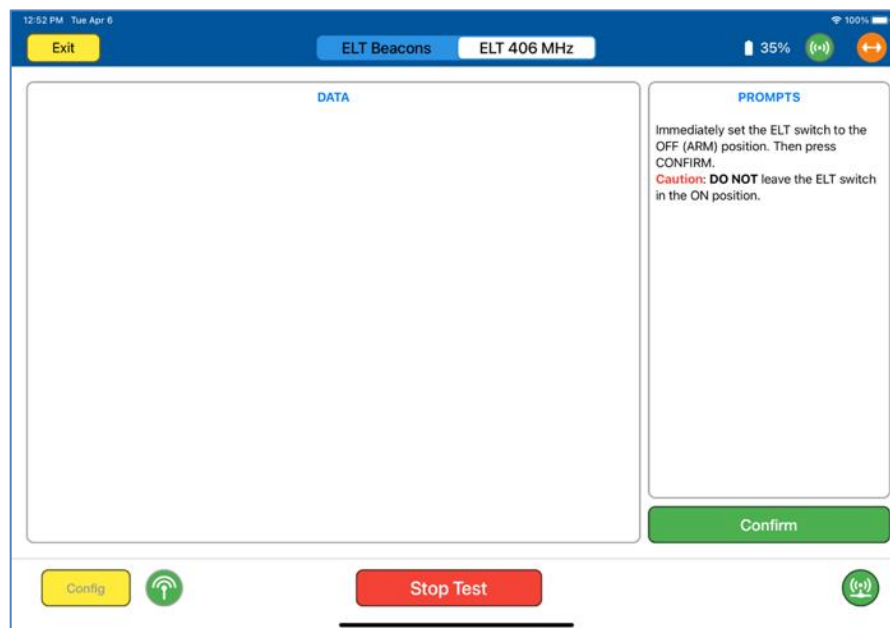 12:52 PM Tue Apr 6
100%
Exit
ELT Beacons
ELT 406 MHz
35%
DATA
PROMPTS
Immediately set the ELT switch to the
OFF (ARM) position. Then press
CONFIRM.
Caution: DO NOT leave the ELT switch
in the ON position.
Confirm
Config
Stop Test